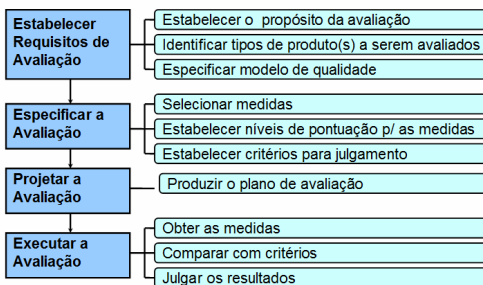 Estabelecer
Requisitos de
Avaliação
Estabelecer o propósito da avaliação
Identificar tipos de produto(s) a serem avaliados
Especificar modelo de qualidade
Especificar a
Avaliação
Selecionar medidas
Estabelecer níveis de pontuação p/ as medidas
Estabelecer critérios para julgamento
Projetar a
Avaliação
Produzir o plano de avaliação
Executar a
Avaliação
Obter as medidas
Comparar com critérios
Julgar os resultados